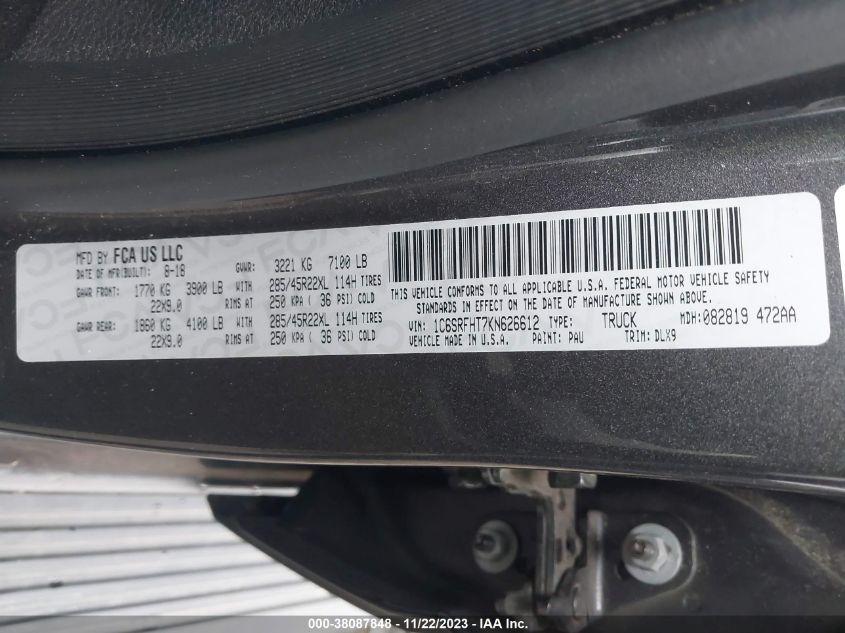 MFD BY FCA US LLC
DATE OF MFR(BUILT): 8-18 GVWR: 3221 KG 7100 LB
GAWR FRONT: 1770 KG 3900 LB WITH 285/45R22XL 114H TIRES
22X9.0 RIMS AT 250 KPA ( 36 PSI) COLD
GAWR REAR: 1860 KG 4100 LB WITH 285/45R22XL 114H TIRES
22X9.0 RIMS AT 250 KPA ( 36 PSI) COLD
THIS VEHICLE CONFORMS TO ALL APPLICABLE U.S.A. FEDERAL MOTOR VEHICLE SAFETY
STANDARDS IN EFFECT ON THE DATE OF MANUFACTURE SHOWN ABOVE.
VIN: 1C6SRFHT7KN626612 TYPE: TRUCK MDH:082819 472AA
VEHICLE MADE IN U.S.A. PAINT: PAU TRIM: DLX9
000-38087848 - 11/22/2023 - IAA Inc.